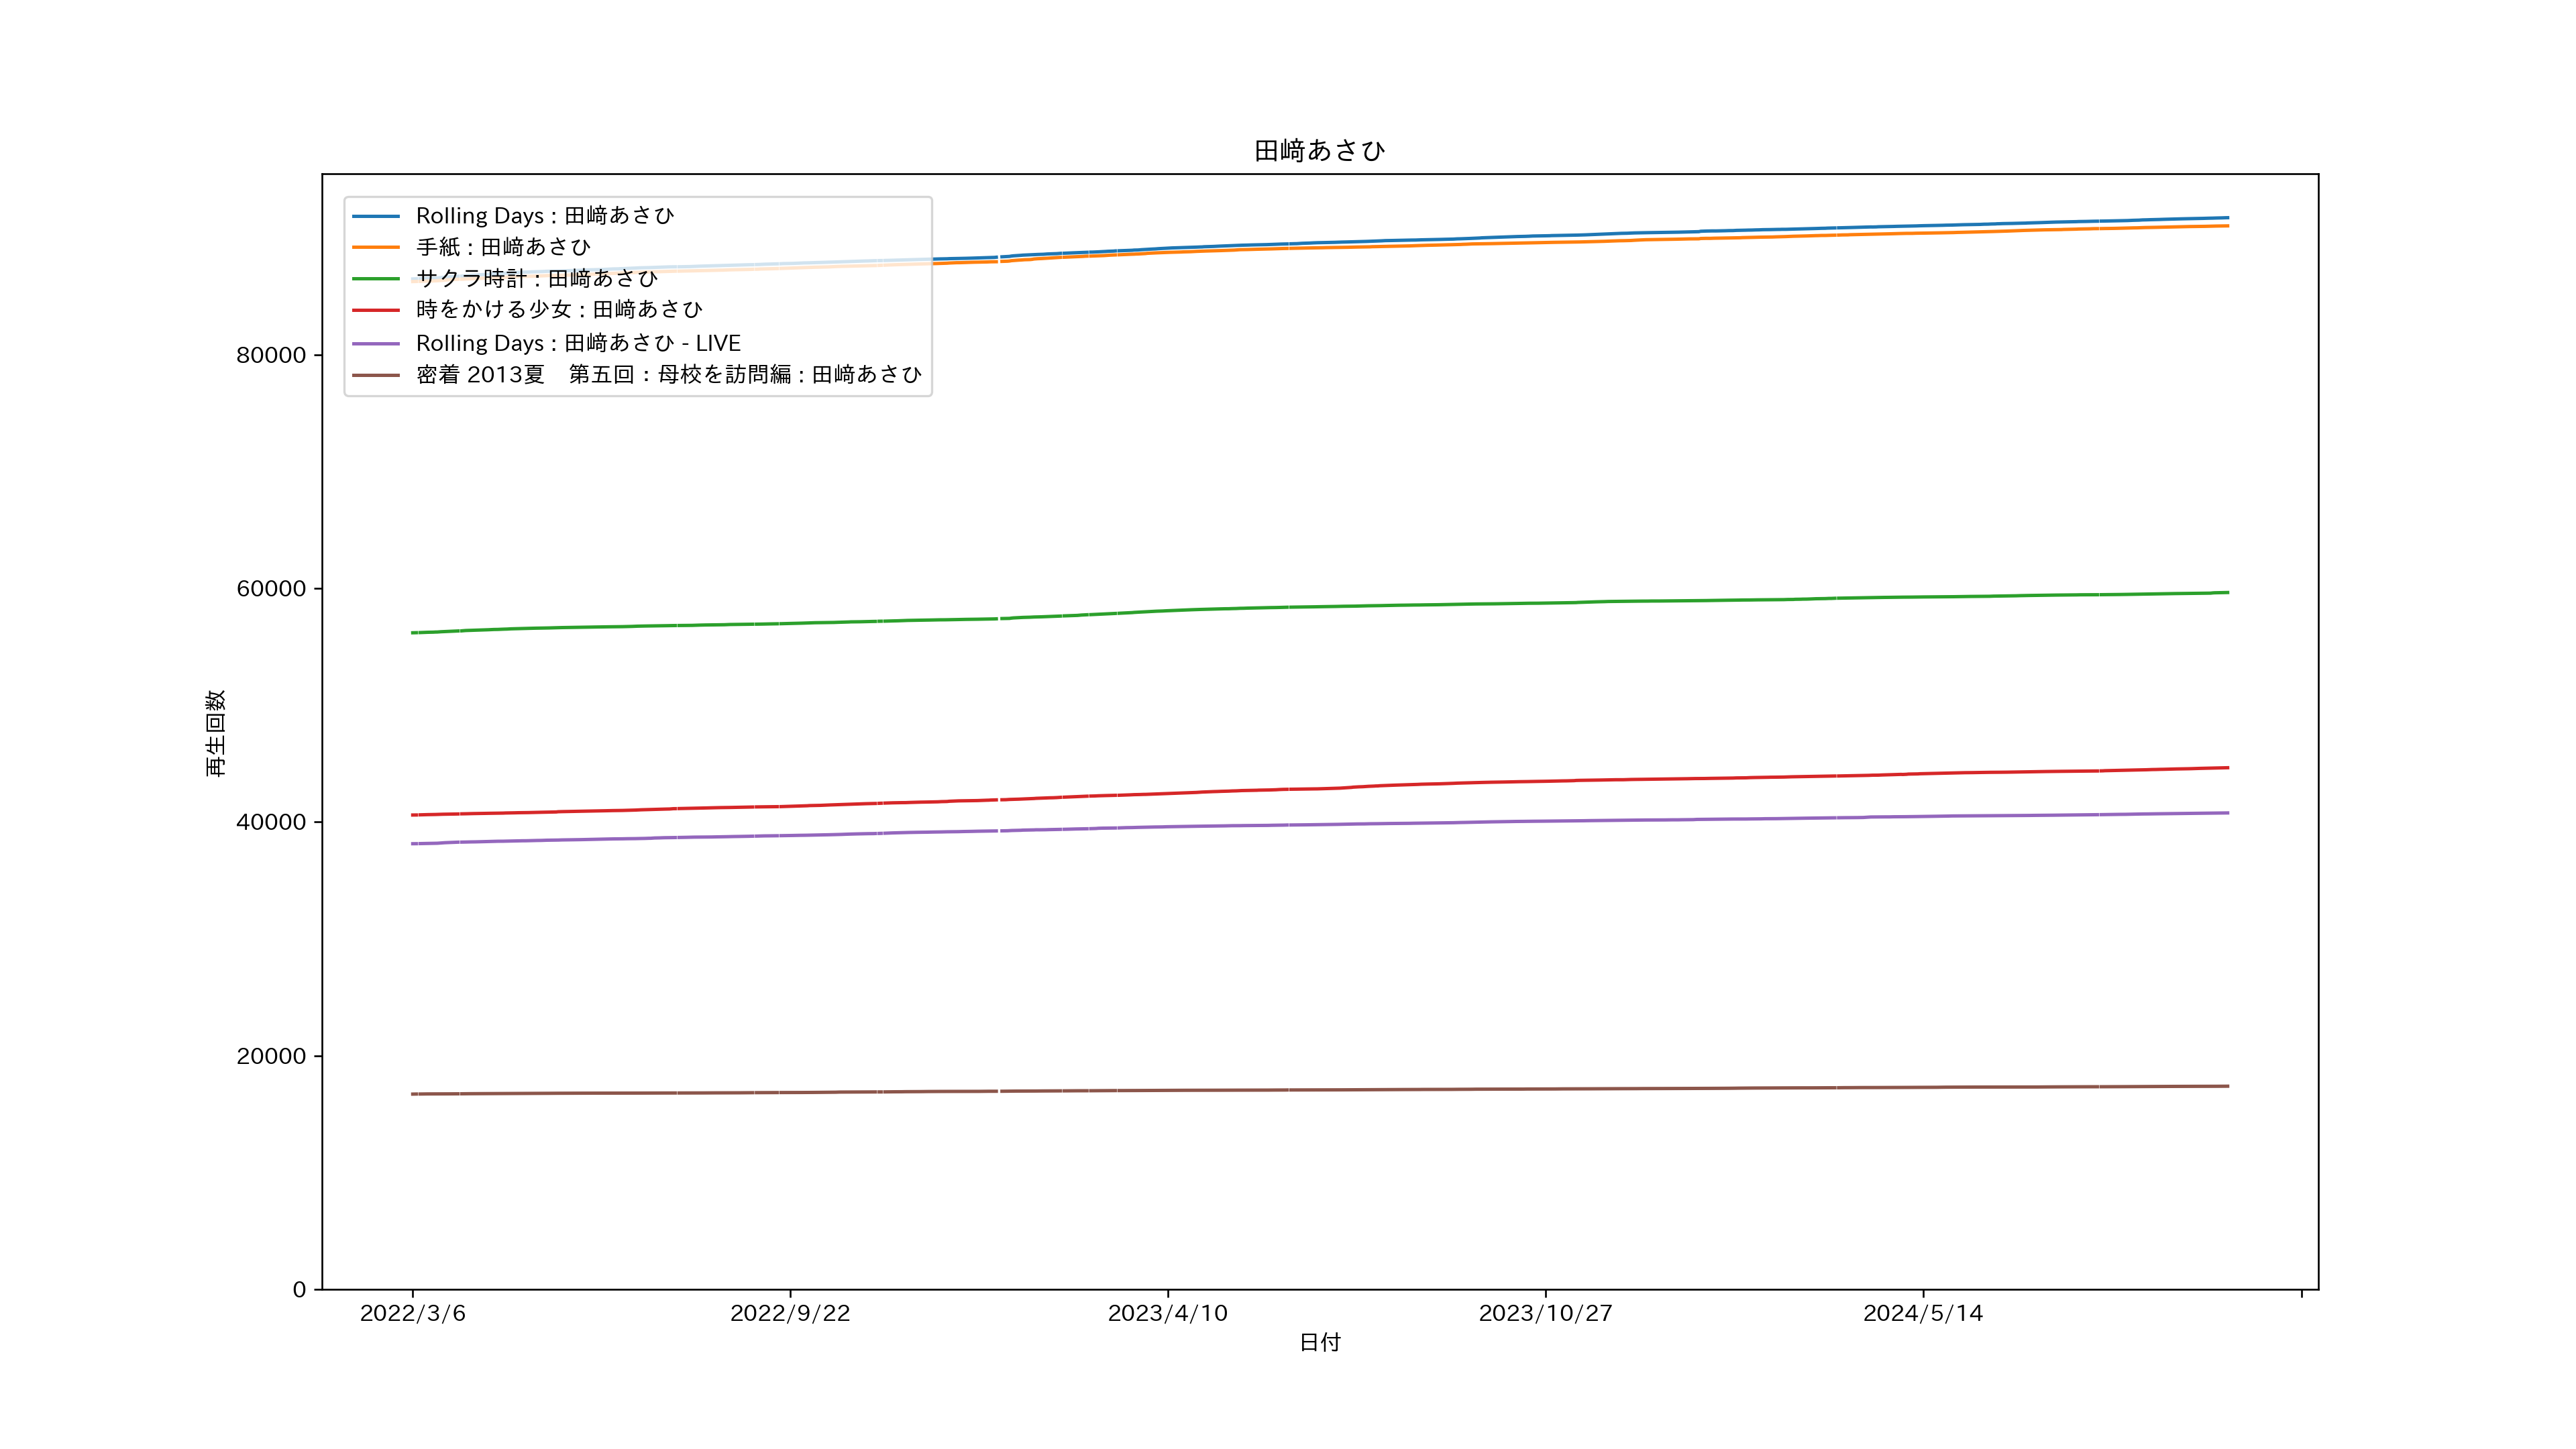 田﨑あさひ
Rolling Days : 田﨑あさひ
手紙 : 田﨑あさひ
サクラ時計 : 田﨑あさひ
時をかける少女 : 田﨑あさひ
Rolling Days : 田﨑あさひ - LIVE
密着 2013夏　第五回：母校を訪問編 : 田﨑あさひ
80000
60000
40000
20000
0
再生回数
2022/3/6
2022/9/22
2023/4/10
2023/10/27
2024/5/14
日付